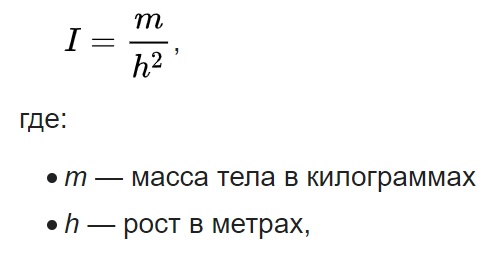 I = m/h²,
где:
• m — масса тела в килограммах
• h — рост в метрах,